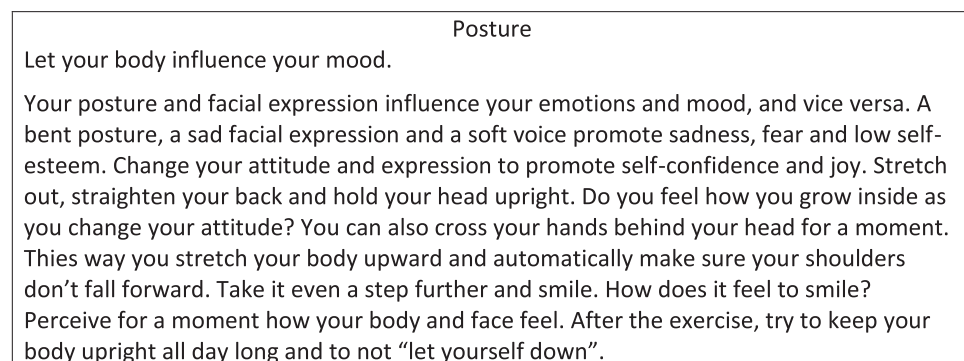 Posture
Let your body influence your mood.
Your posture and facial expression influence your emotions and mood, and vice versa. A
bent posture, a sad facial expression and a soft voice promote sadness, fear and low self-
esteem. Change your attitude and expression to promote self-confidence and joy. Stretch
out, straighten your back and hold your head upright. Do you feel how you grow inside as
you change your attitude? You can also cross your hands behind your head for a moment.
Thies way you stretch your body upward and automatically make sure your shoulders
don’t fall forward. Take it even a step further and smile. How does it feel to smile?
Perceive for a moment how your body and face feel. After the exercise, try to keep your
body upright all day long and to not “let yourself down”.